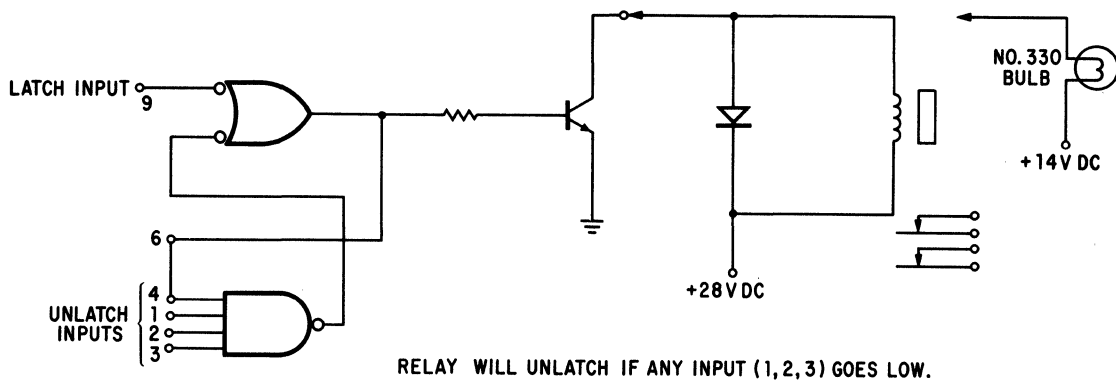 LATCH INPUT
9
6
4
1
2
3
UNLATCH
INPUTS
NO. 330
BULB
+14V DC
+28V DC
RELAY WILL UNLATCH IF ANY INPUT (1,2,3) GOES LOW.